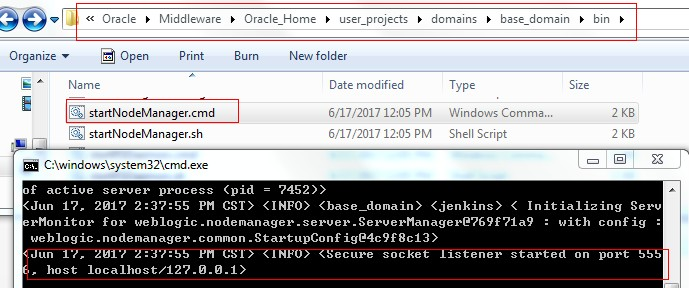 « Oracle ▸ Middleware ▸ Oracle_Home ▸ user_projects ▸ domains ▸ base_domain ▸ bin ▸
Organize ▾ Open Print Burn New folder
Name Date modified Type Size
startNodeManager.cmd 6/17/2017 12:05 PM Windows Comma... 2 KB
startNodeManager.sh 6/17/2017 12:05 PM Shell Script 2 KB
C:\windows\system32\cmd.exe
of active server process (pid = 7452)>
<Jun 17, 2017 2:37:55 PM CST> <INFO> <base_domain> <jenkins> < Initializing Serv
erMonitor for weblogic.nodemanager.server.ServerManager@769f71a9 : with config :
 weblogic.nodemanager.common.StartupConfig@4c9f8c13>
<Jun 17, 2017 2:37:55 PM CST> <INFO> <Secure socket listener started on port 555
6, host localhost/127.0.0.1>